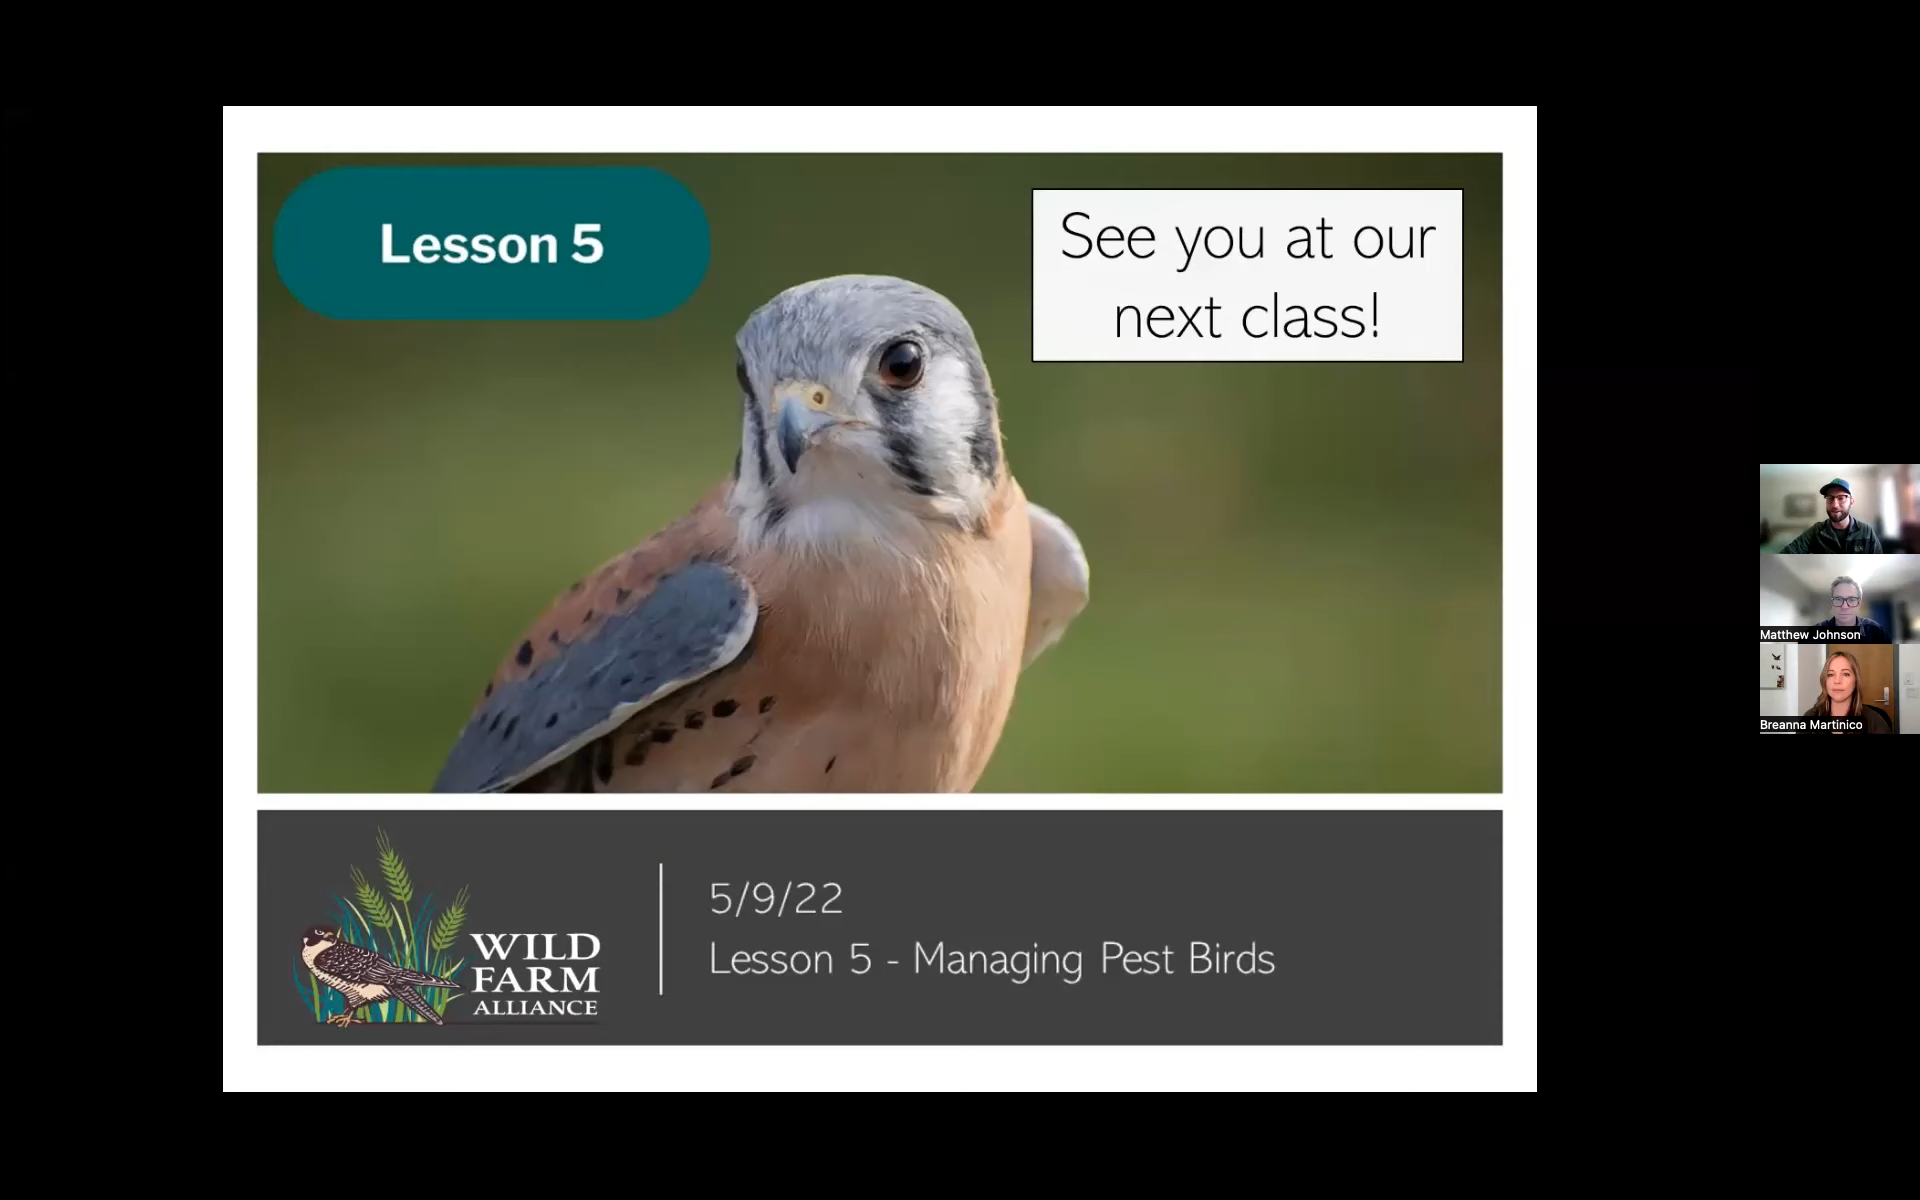 Lesson 5
See you at our
next class!
WILD
FARM
ALLIANCE
5/9/22
Lesson 5 - Managing Pest Birds
Matthew Johnson
Breanna Martinico